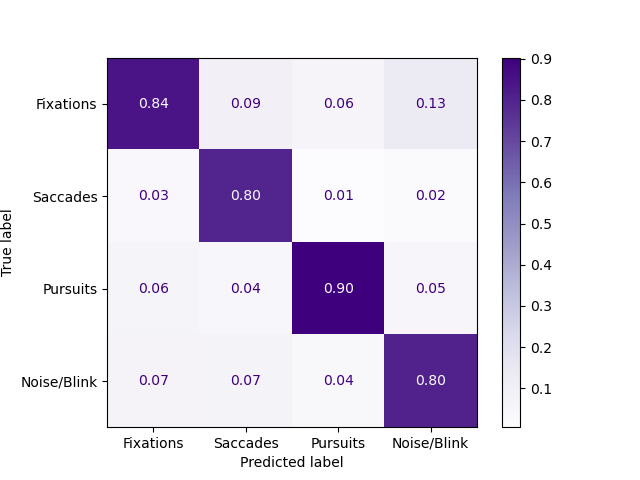 Fixations 0.84 0.09 0.06 0.13
Saccades 0.03 0.80 0.01 0.02
Pursuits 0.06 0.04 0.90 0.05
Noise/Blink 0.07 0.07 0.04 0.80
Fixations Saccades Pursuits Noise/Blink
Predicted label
True label
0.9
0.8
0.7
0.6
0.5
0.4
0.3
0.2
0.1